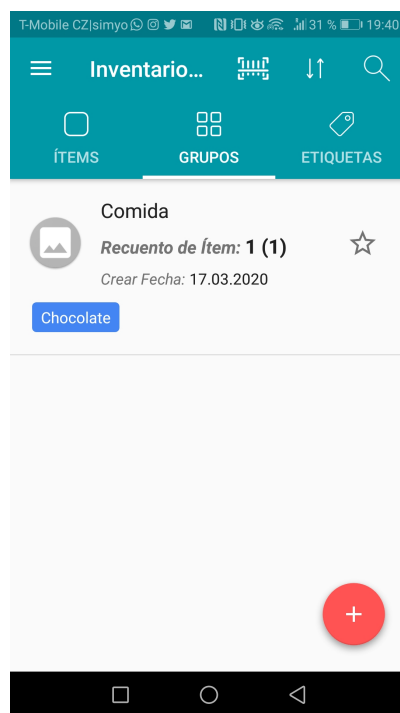 T-Mobile CZ|simyo 31 % 19:40
Inventario...
ÍTEMS GRUPOS ETIQUETAS
Comida
Recuento de Ítem: 1 (1)
Crear Fecha: 17.03.2020
Chocolate